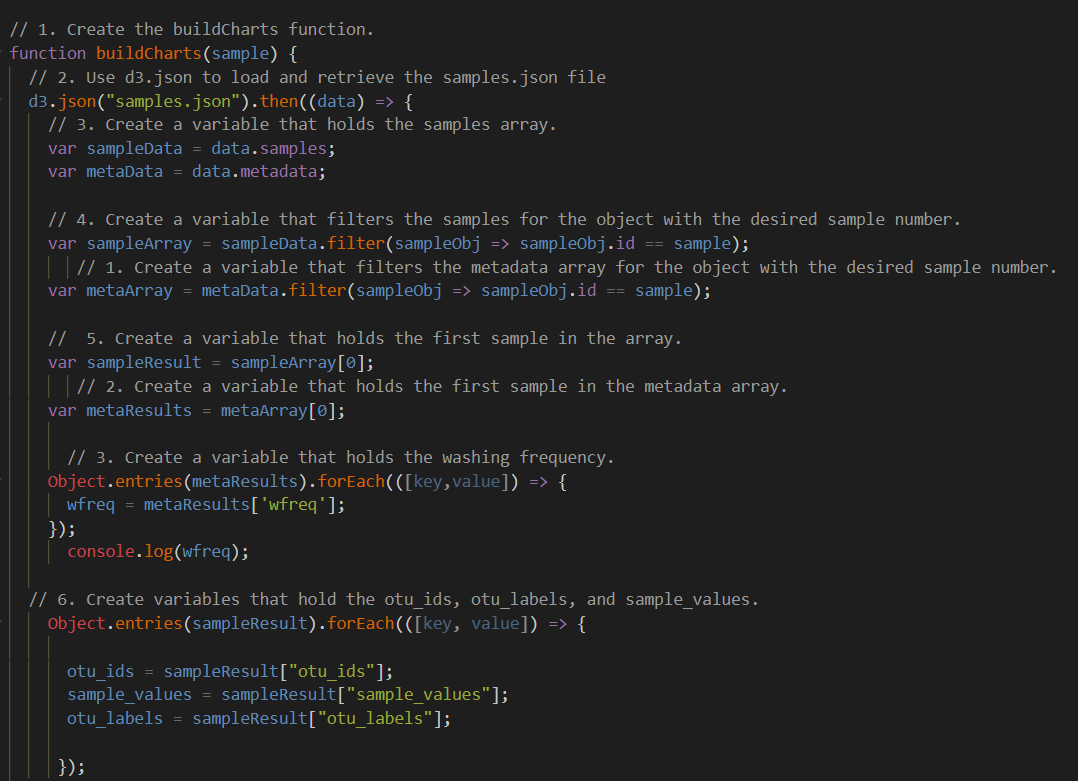 // 1. Create the buildCharts function.
function buildCharts(sample) {
  // 2. Use d3.json to load and retrieve the samples.json file
  d3.json("samples.json").then((data) => {
    // 3. Create a variable that holds the samples array.
    var sampleData = data.samples;
    var metaData = data.metadata;

    // 4. Create a variable that filters the samples for the object with the desired sample number.
    var sampleArray = sampleData.filter(sampleObj => sampleObj.id == sample);
       // 1. Create a variable that filters the metadata array for the object with the desired sample number.
    var metaArray = metaData.filter(sampleObj => sampleObj.id == sample);

    //  5. Create a variable that holds the first sample in the array.
    var sampleResult = sampleArray[0];
       // 2. Create a variable that holds the first sample in the metadata array.
    var metaResults = metaArray[0];

      // 3. Create a variable that holds the washing frequency.
    Object.entries(metaResults).forEach(([key,value]) => {
      wfreq = metaResults['wfreq'];
    });
      console.log(wfreq);

  // 6. Create variables that hold the otu_ids, otu_labels, and sample_values.
    Object.entries(sampleResult).forEach(([key, value]) => {

      otu_ids = sampleResult["otu_ids"];
      sample_values = sampleResult["sample_values"];
      otu_labels = sampleResult["otu_labels"];

     });